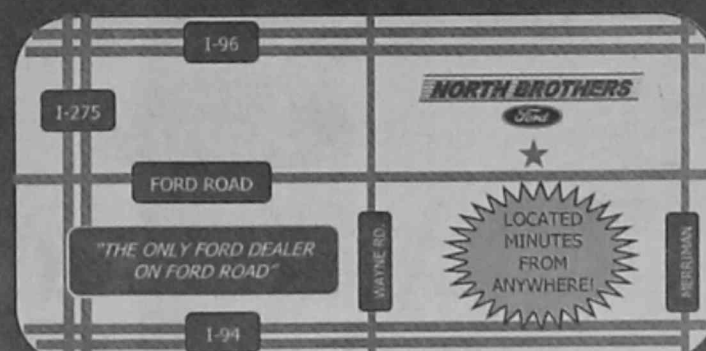 I-96
NORTH BROTHERS
Ford
I-275
FORD ROAD
"THE ONLY FORD DEALER
ON FORD ROAD"
WAYNE RD.
LOCATED
MINUTES
FROM
ANYWHERE!
MERRIMAN
I-94